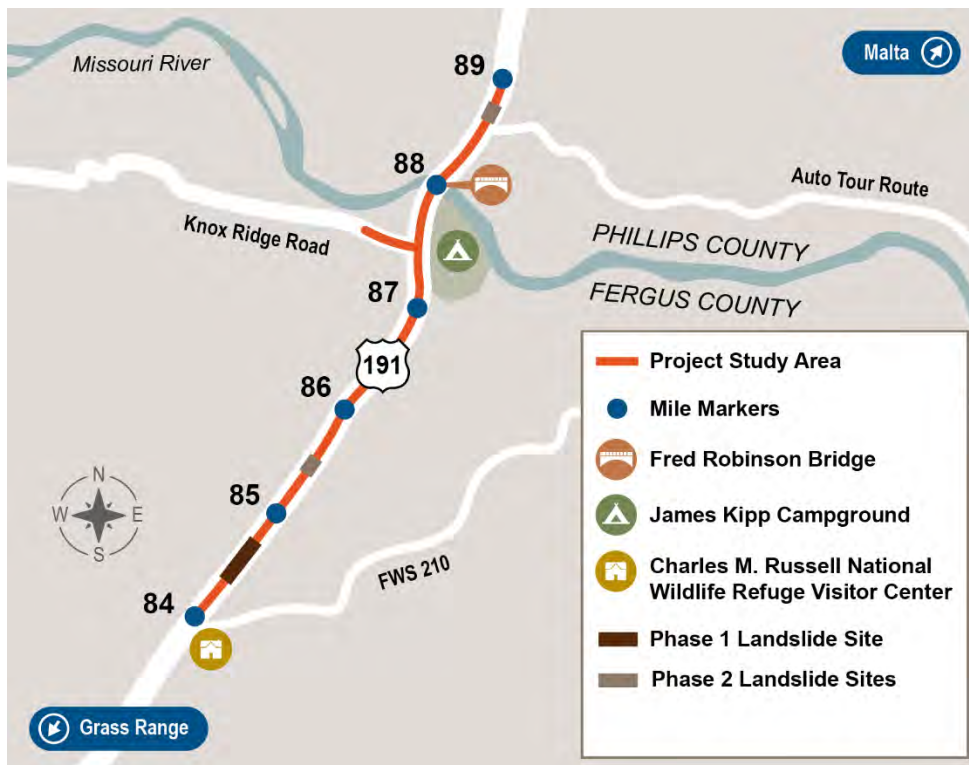 Missouri River
89
Malta
88
Auto Tour Route
Knox Ridge Road
PHILLIPS COUNTY
FERGUS COUNTY
87
191
86
85
84
FWS 210
N
W
E
S
Grass Range
Project Study Area
Mile Markers
Fred Robinson Bridge
James Kipp Campground
Charles M. Russell National
Wildlife Refuge Visitor Center
Phase 1 Landslide Site
Phase 2 Landslide Sites